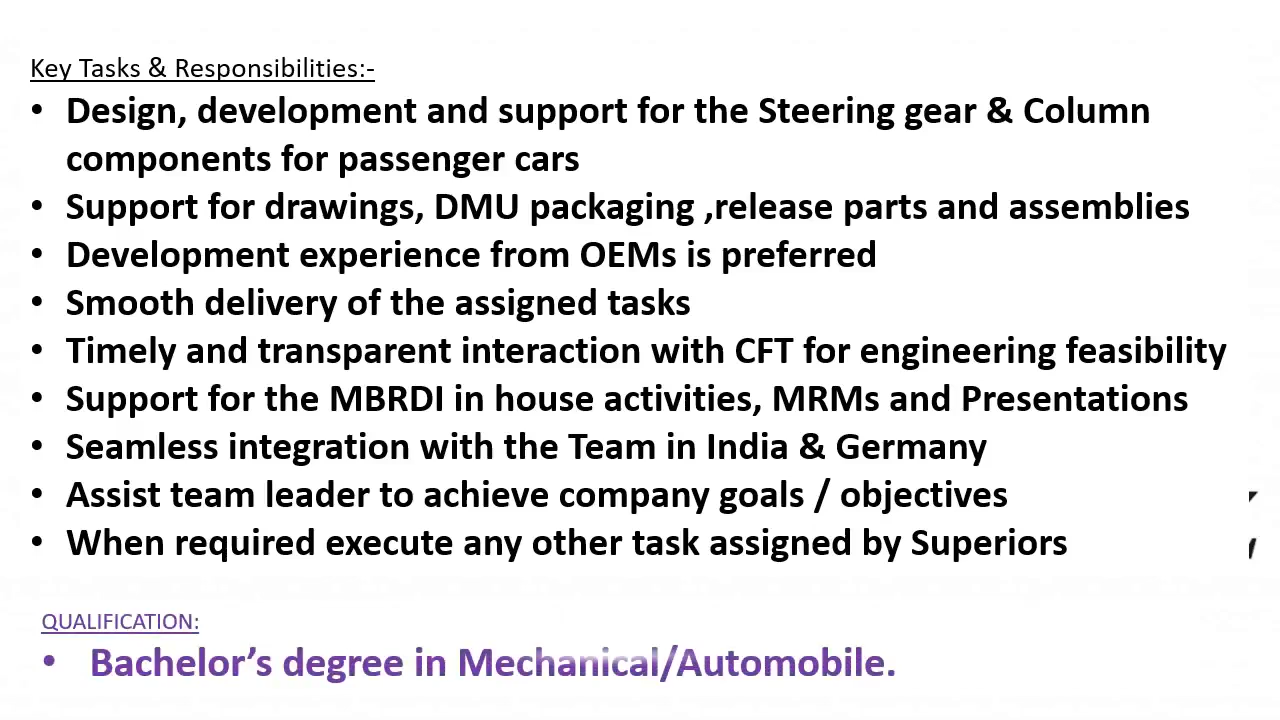 Key Tasks & Responsibilities:-
• Design, development and support for the Steering gear & Column
components for passenger cars
• Support for drawings, DMU packaging ,release parts and assemblies
• Development experience from OEMs is preferred
• Smooth delivery of the assigned tasks
• Timely and transparent interaction with CFT for engineering feasibility
• Support for the MBRDI in house activities, MRMs and Presentations
• Seamless integration with the Team in India & Germany
• Assist team leader to achieve company goals / objectives
• When required execute any other task assigned by Superiors
QUALIFICATION:
• Bachelor’s degree in Mechanical/Automobile.